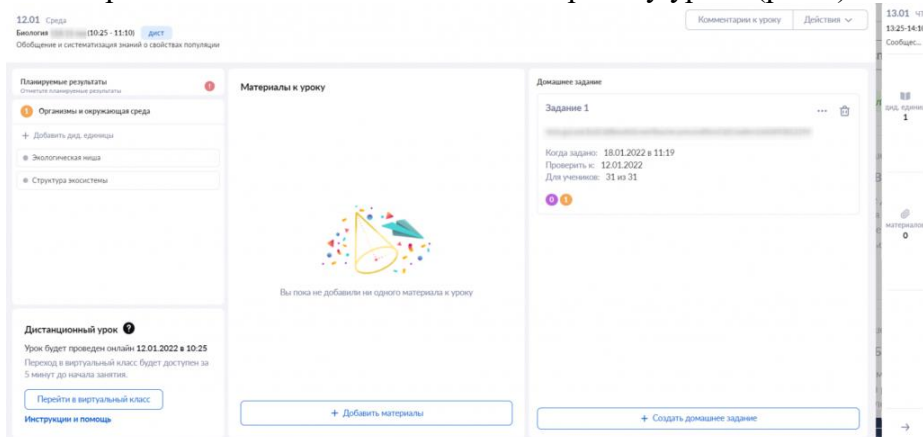 12.01 Среда
Биология (10:25 - 11:10) дист
Обобщение и систематизация знаний о свойствах популяции
Комментарии к уроку
Действия
Планируемые результаты
Отметьте планируемые результаты
Организмы и окружающая среда
+ Добавить дид. единицы
Экологическая ниша
Структура экосистемы
Дистанционный урок ?
Урок будет проведен онлайн 12.01.2022 в 10:25
Переход в виртуальный класс будет доступен за
5 минут до начала занятия.
Перейти в виртуальный класс
Инструкции и помощь
Материалы к уроку
Вы пока не добавили ни одного материала к уроку
+ Добавить материалы
Домашнее задание
Задание 1
Когда задано: 18.01.2022 в 11:19
Проверить к: 12.01.2022
Для учеников: 31 из 31
0 1
+ Создать домашнее задание
13.01
13:25-14:10
Сообщес...
дид. едини
1
материалов
0